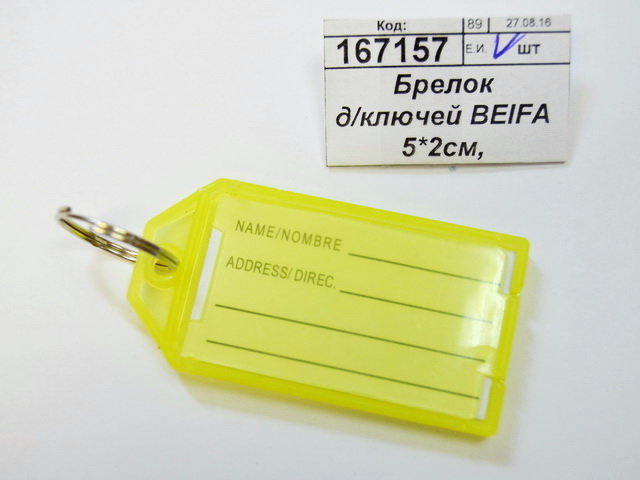 Код: 89 27.08.16
167157 Е.И. шт
Брелок
д/ключей BEIFA
5*2см,
NAME/NOMBRE
ADDRESS/DIREC.